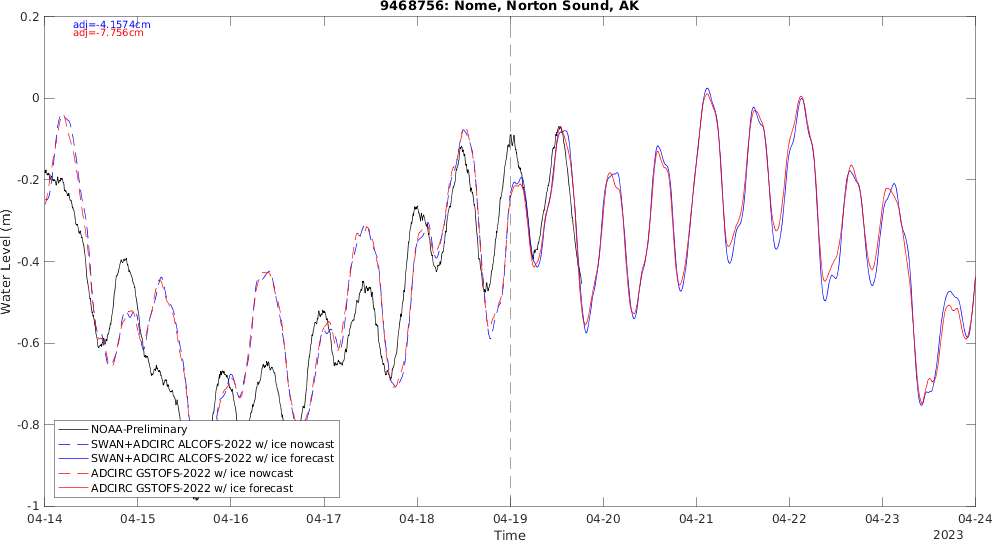 9468756: Nome, Norton Sound, AK
adj=-4.1574cm
adj=-7.756cm
Water Level (m)
0.2
0
-0.2
-0.4
-0.6
-0.8
-1
NOAA-Preliminary
SWAN+ADCIRC ALCOFS-2022 w/ ice nowcast
SWAN+ADCIRC ALCOFS-2022 w/ ice forecast
ADCIRC GSTOFS-2022 w/ ice nowcast
ADCIRC GSTOFS-2022 w/ ice forecast
04-14 04-15 04-16 04-17 04-18 04-19 04-20 04-21 04-22 04-23 04-24
Time
2023